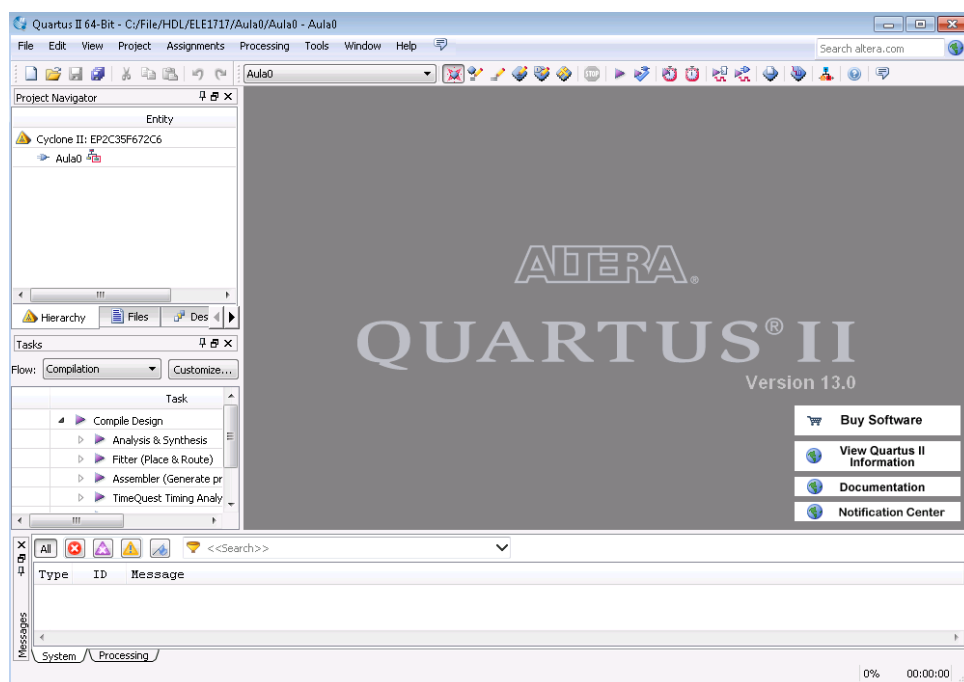 Quartus II 64-Bit - C:/File/HDL/ELE1717/Aula0/Aula0 - Aula0
File Edit View Project Assignments Processing Tools Window Help
Search altera.com
Aula0
Project Navigator
Entity
Cyclone II: EP2C35F672C6
Aula0
Hierarchy Files Des
Tasks
Flow: Compilation Customize...
Task
Compile Design
Analysis & Synthesis
Fitter (Place & Route)
Assembler (Generate pr
TimeQuest Timing Analy
ALTERA®
QUARTUS® II
Version 13.0
Buy Software
View Quartus II
Information
Documentation
Notification Center
All <<Search>>
Type ID Message
Messages
System Processing
0% 00:00:00